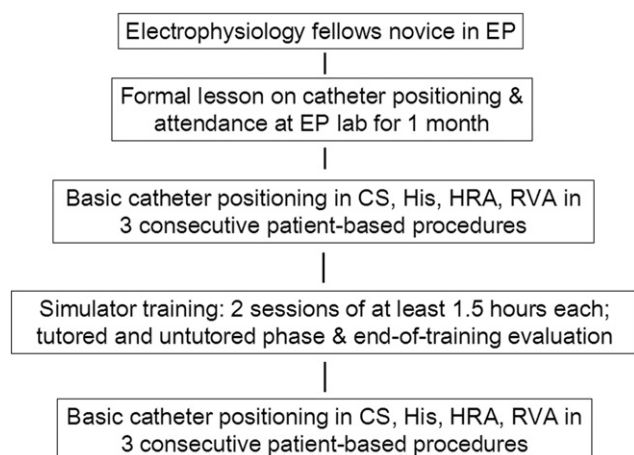 Electrophysiology fellows novice in EP
Formal lesson on catheter positioning &
attendance at EP lab for 1 month
Basic catheter positioning in CS, His, HRA, RVA in
3 consecutive patient-based procedures
Simulator training: 2 sessions of at least 1.5 hours each;
tutored and untutored phase & end-of-training evaluation
Basic catheter positioning in CS, His, HRA, RVA in
3 consecutive patient-based procedures